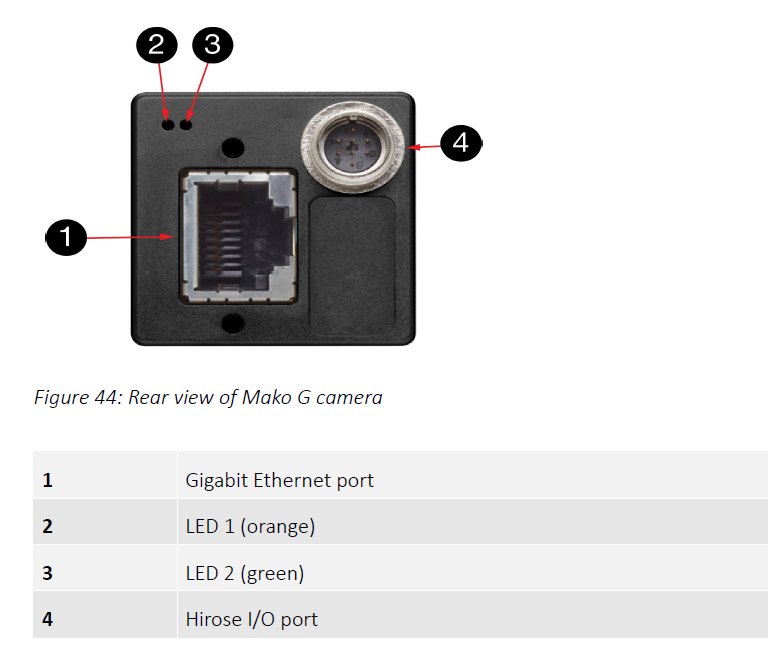 2 3
4
1
Figure 44: Rear view of Mako G camera
1 Gigabit Ethernet port
2 LED 1 (orange)
3 LED 2 (green)
4 Hirose I/O port